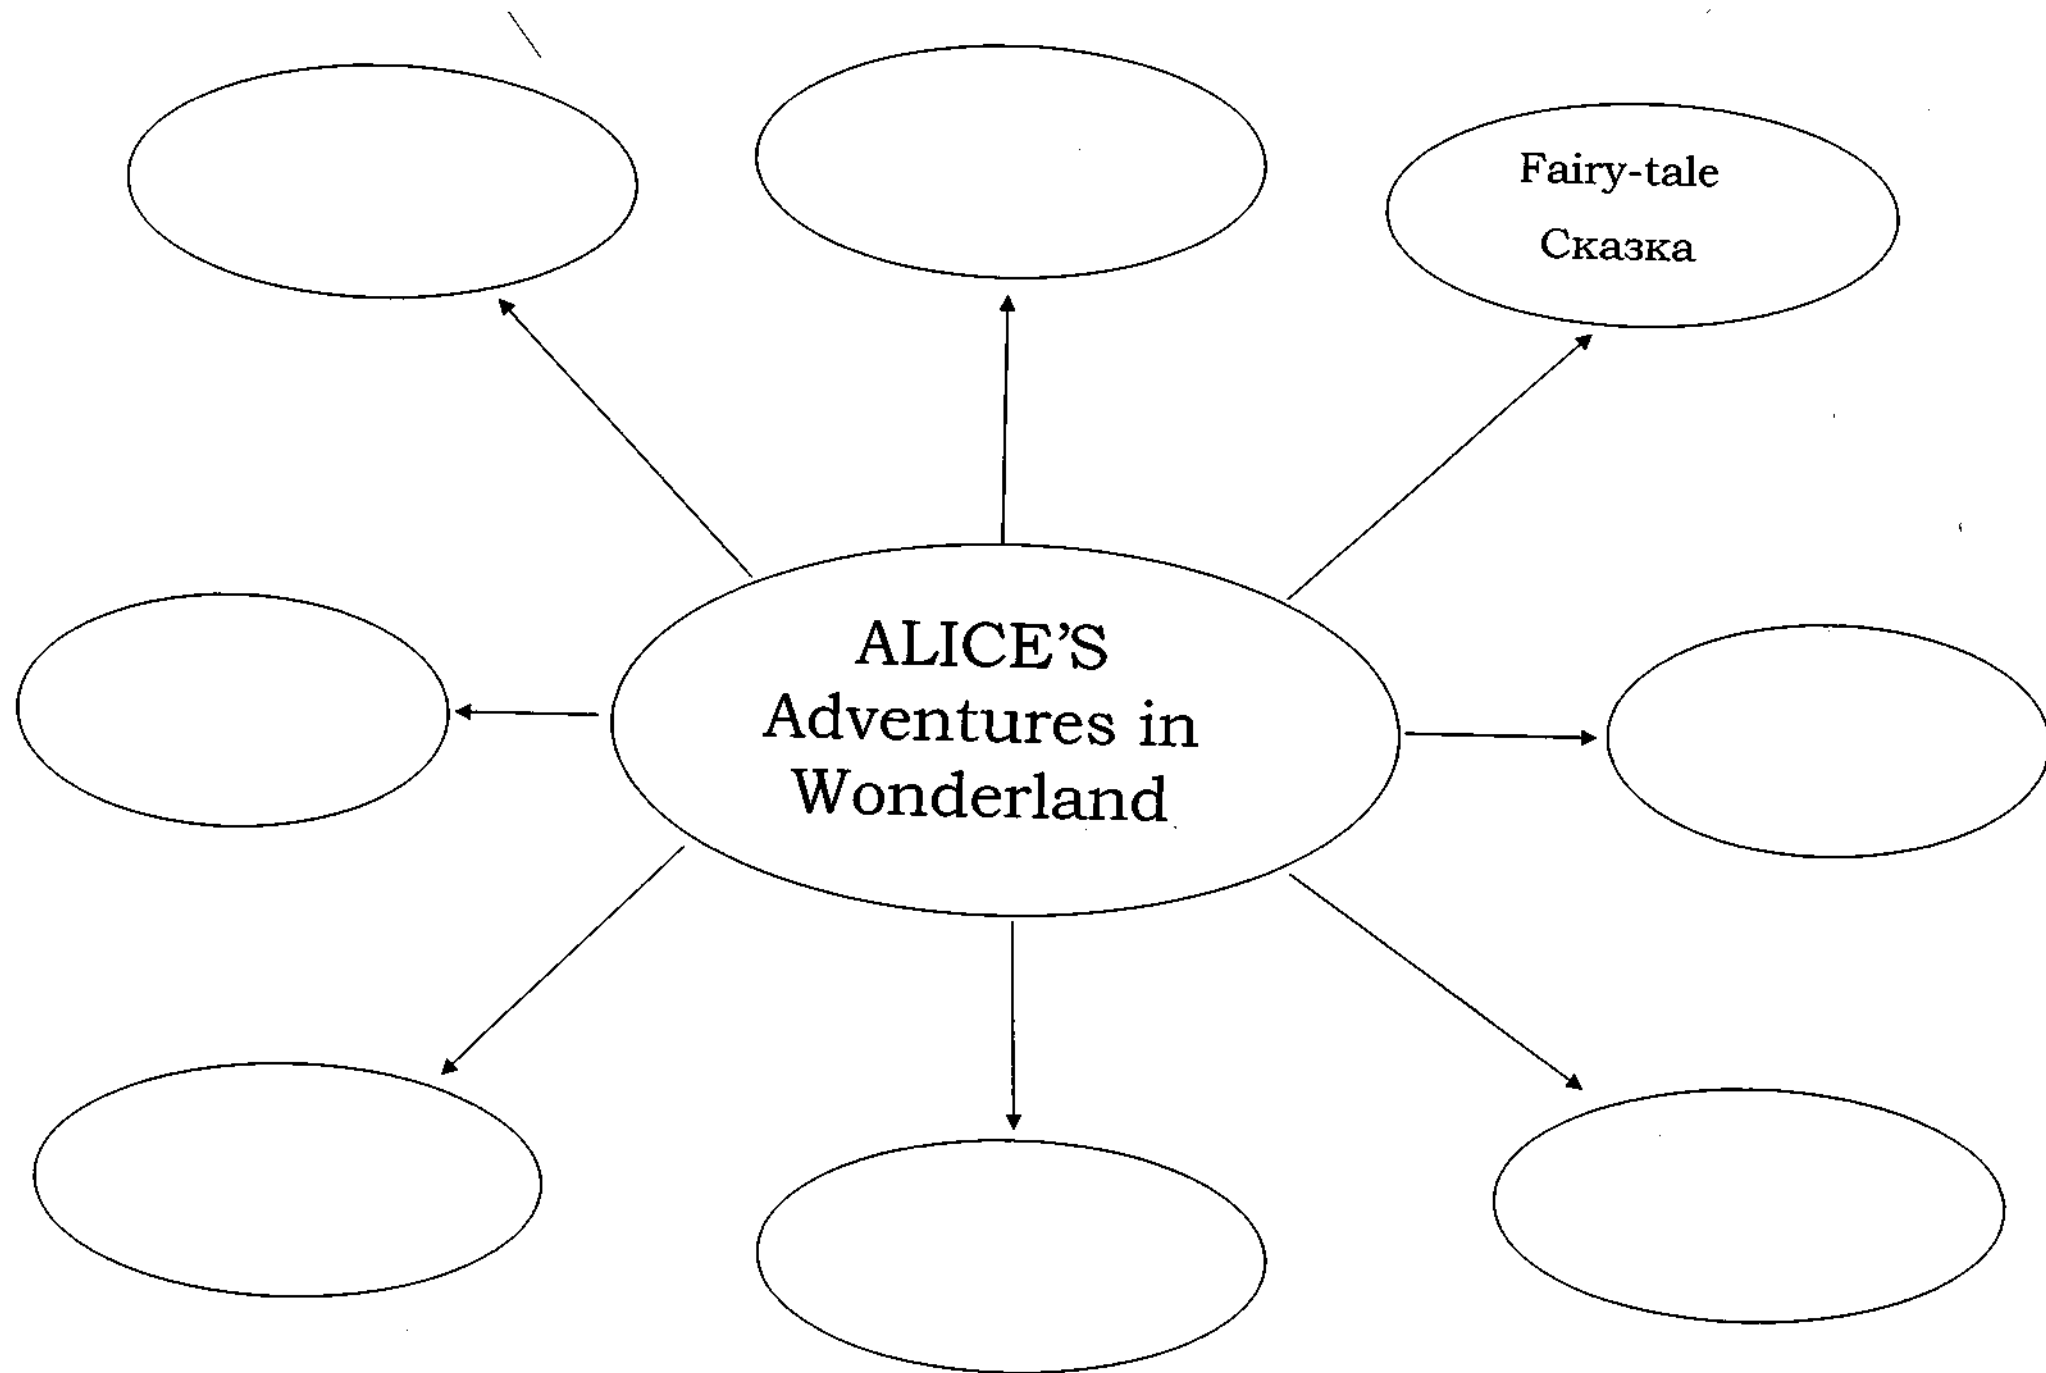 Fairy-tale
Сказка
ALICE'S
Adventures in
Wonderland